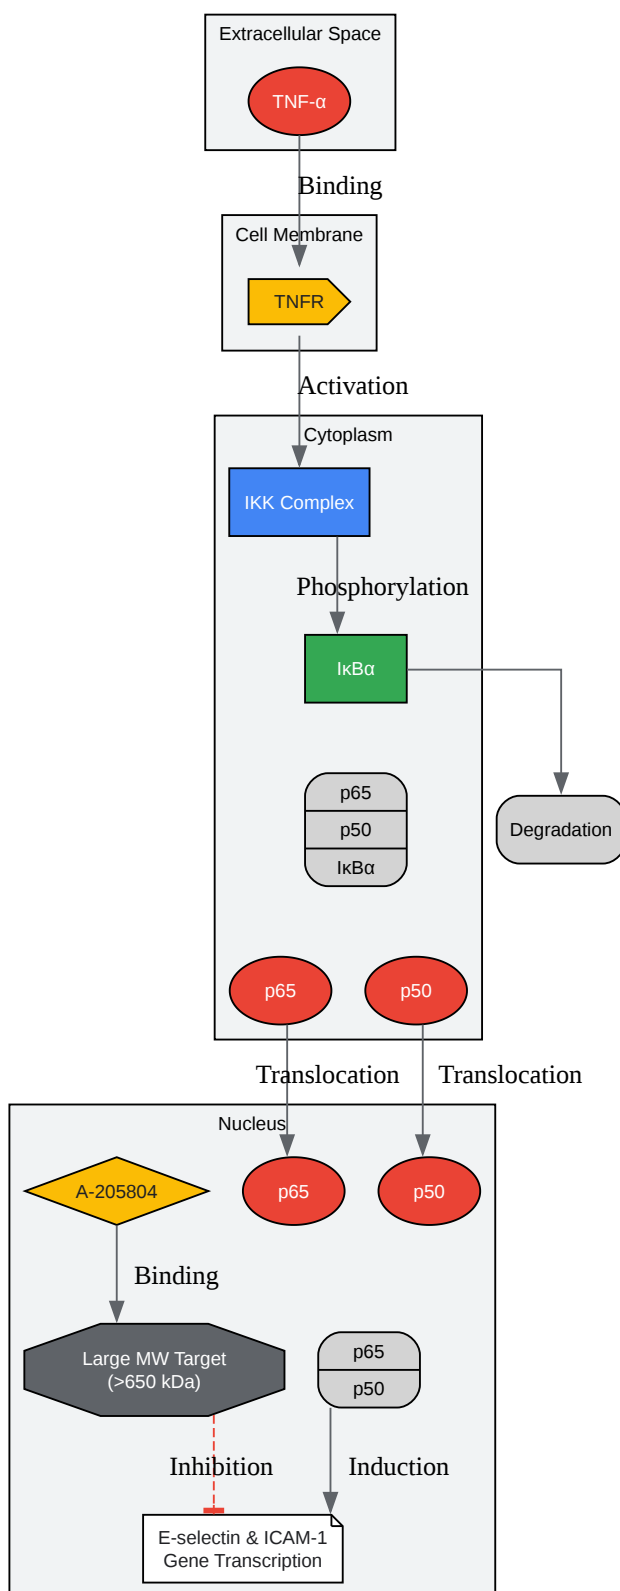 Extracellular Space
TNF-α
Binding
Cell Membrane
TNFR
Activation
Cytoplasm
IKK Complex
Phosphorylation
IκBα
p65
p50
IκBα
Degradation
p65
p50
Translocation
Translocation
Nucleus
A-205804
p65
p50
Binding
Large MW Target
(>650 kDa)
p65
p50
Inhibition
Induction
E-selectin & ICAM-1
Gene Transcription